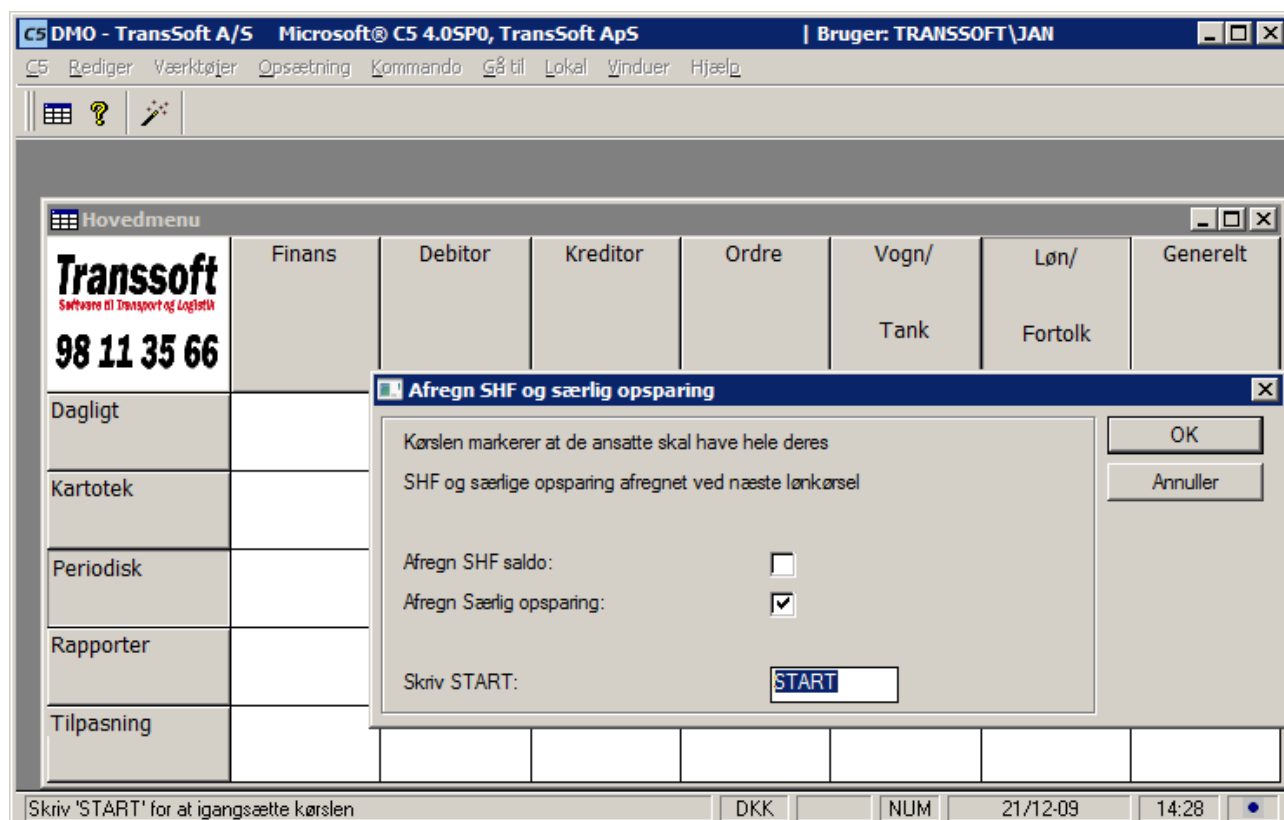 C5 DMO - TransSoft A/S Microsoft® C5 4.0SP0, TransSoft ApS | Bruger: TRANSSOFT\JAN
C5 Rediger Værktøjer Opsætning Kommando Gå til Lokal Vinduer Hjælp
Hovedmenu
Transsoft
Software til Transport og Logistik
98 11 35 66
Finans
Debitor
Kreditor
Ordre
Vogn/
Tank
Løn/
Fortolk
Generelt
Dagligt
Kartotek
Periodisk
Rapporter
Tilpasning
Afregn SHF og særlig opsparing
Kørslen markerer at de ansatte skal have hele deres
SHF og særlige opsparing afregnet ved næste lønkørsel
Afregn SHF saldo:
Afregn Særlig opsparing:
Skriv START: START
OK
Annuller
Skriv 'START' for at igangsætte kørslen DKK NUM 21/12-09 14:28